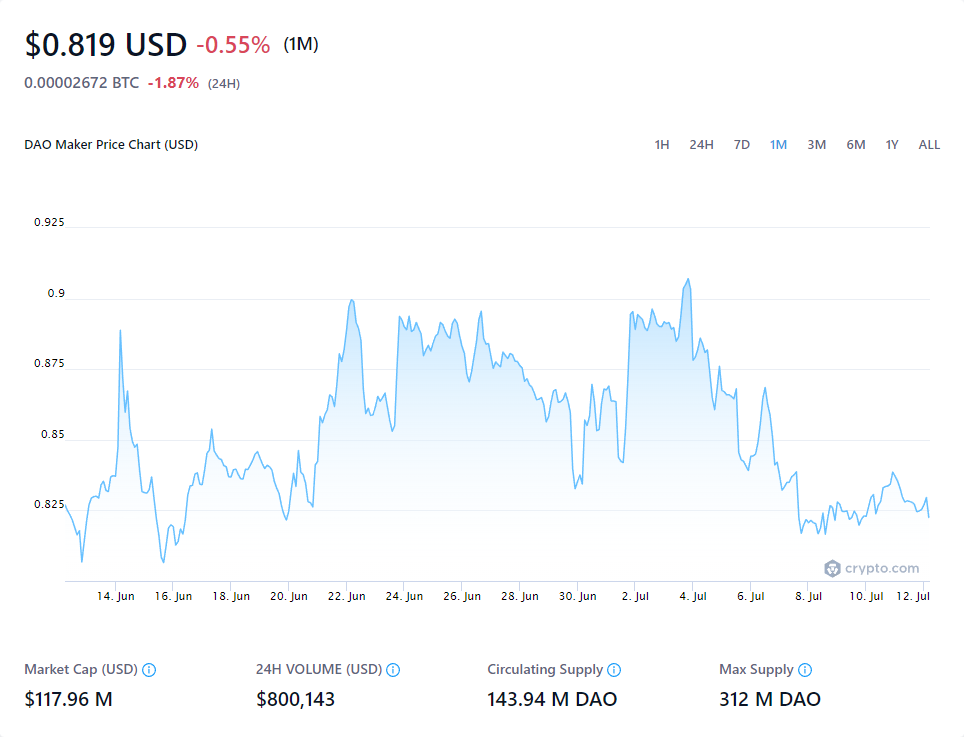 $0.819 USD -0.55% (1M)
0.00002672 BTC -1.87% (24H)
DAO Maker Price Chart (USD) 1H 24H 7D 1M 3M 6M 1Y ALL
0.925
0.9
0.875
0.85
0.825
crypto.com
14. Jun 16. Jun 18. Jun 20. Jun 22. Jun 24. Jun 26. Jun 28. Jun 30. Jun 2. Jul 4. Jul 6. Jul 8. Jul 10. Jul 12. Jul
Market Cap (USD) 24H VOLUME (USD) Circulating Supply Max Supply
$117.96 M $800,143 143.94 M DAO 312 M DAO